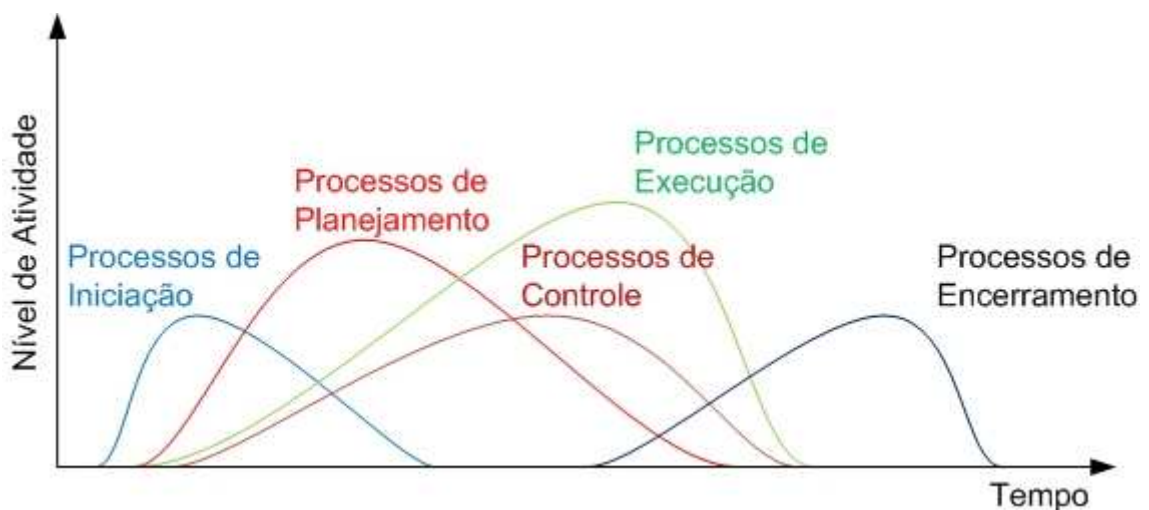 Nível de Atividade
Processos de
Iniciação
Processos de
Planejamento
Processos de
Execução
Processos de
Controle
Processos de
Encerramento
Tempo